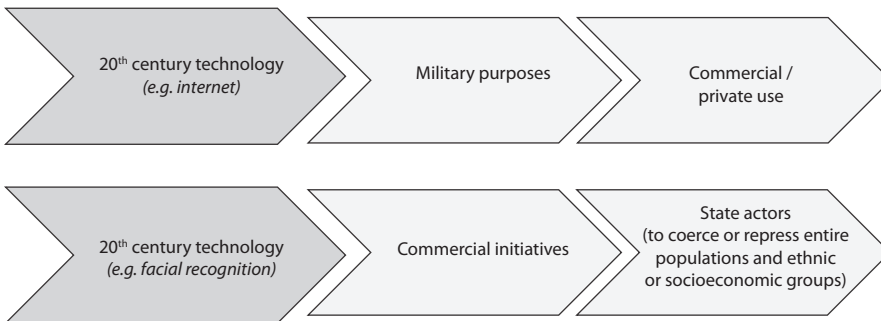 20th century technology
(e.g. internet)
Military purposes
Commercial /
private use
20th century technology
(e.g. facial recognition)
Commercial initiatives
State actors
(to coerce or repress entire
populations and ethnic
or socioeconomic groups)